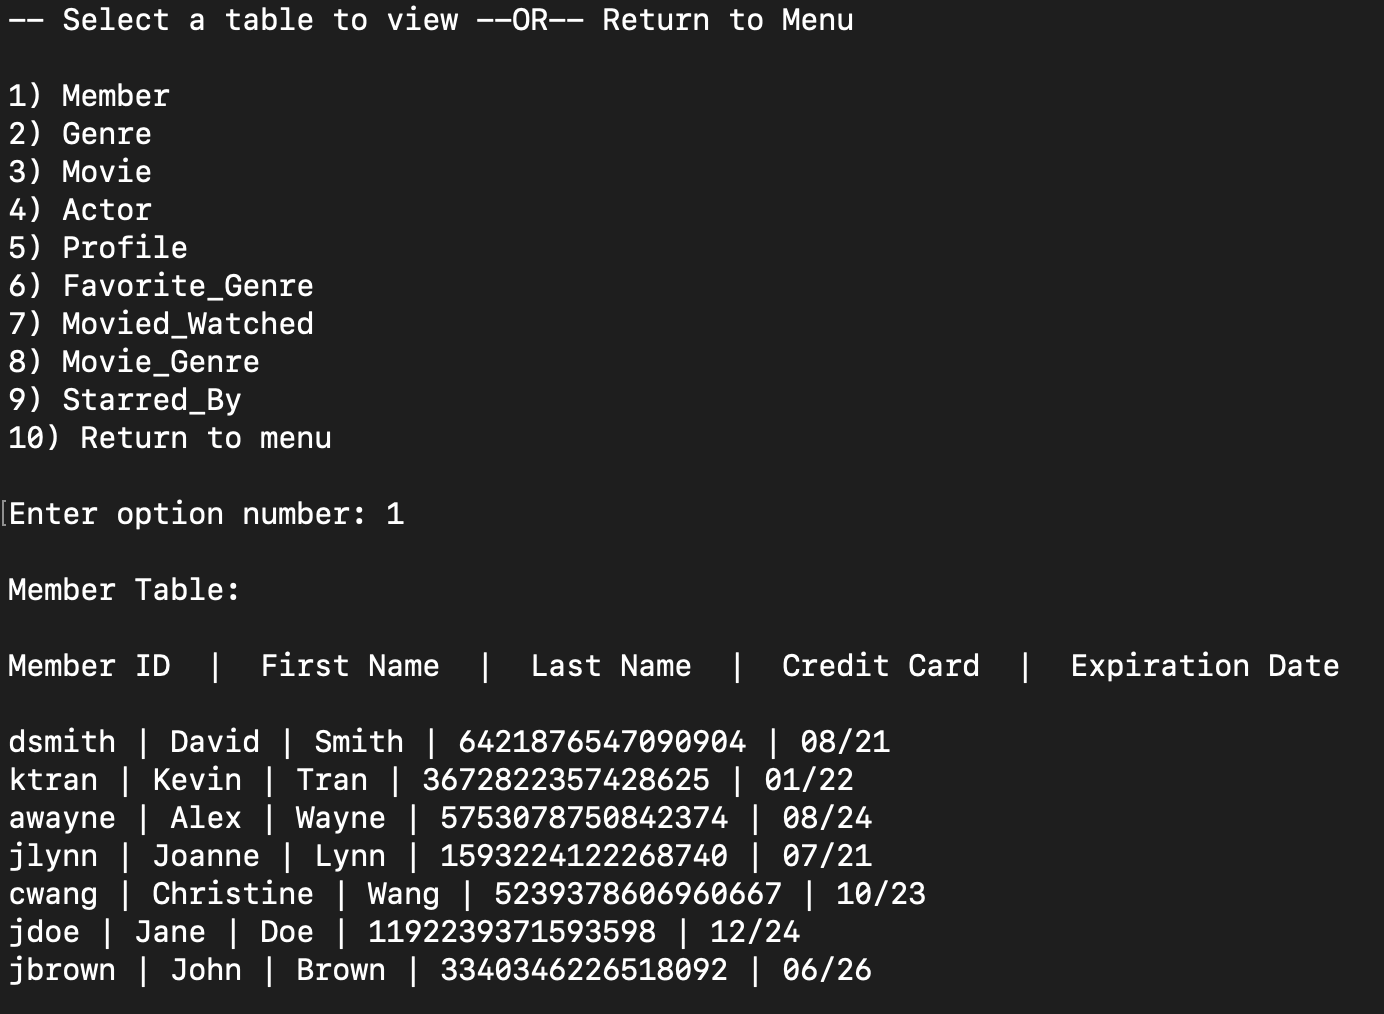 -- Select a table to view --OR-- Return to Menu
1) Member
2) Genre
3) Movie
4) Actor
5) Profile
6) Favorite_Genre
7) Movied_Watched
8) Movie_Genre
9) Starred_By
10) Return to menu
[Enter option number: 1
Member Table:
Member ID  |  First Name  |  Last Name  |  Credit Card  |  Expiration Date
dsmith | David | Smith | 6421876547090904 | 08/21
ktran | Kevin | Tran | 3672822357428625 | 01/22
awayne | Alex | Wayne | 5753078750842374 | 08/24
jlynn | Joanne | Lynn | 1593224122268740 | 07/21
cwang | Christine | Wang | 5239378606960667 | 10/23
jdoe | Jane | Doe | 1192239371593598 | 12/24
jbrown | John | Brown | 3340346226518092 | 06/26